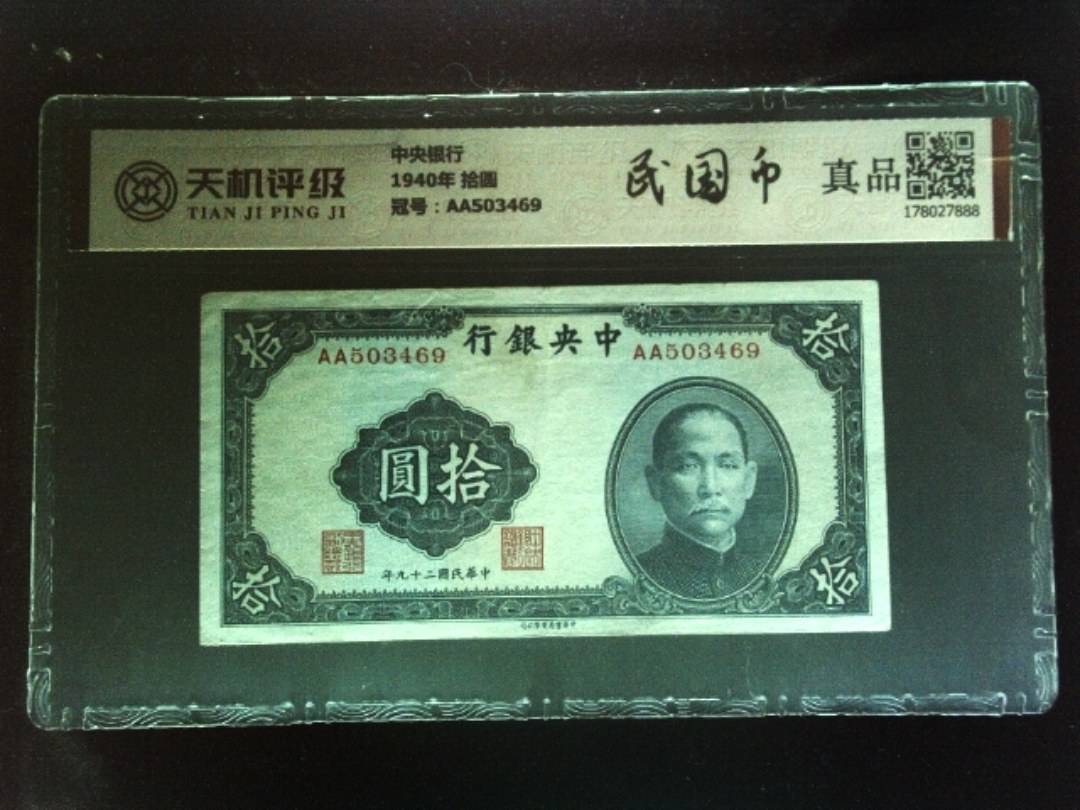 天机评级
TIAN JI PING JI
中央银行
1940年 拾圆
冠号：AA503469
民国币
真品
178027888
行銀央中
AA503469
AA503469
拾
拾
圓拾
年九十二國民華中
拾
拾